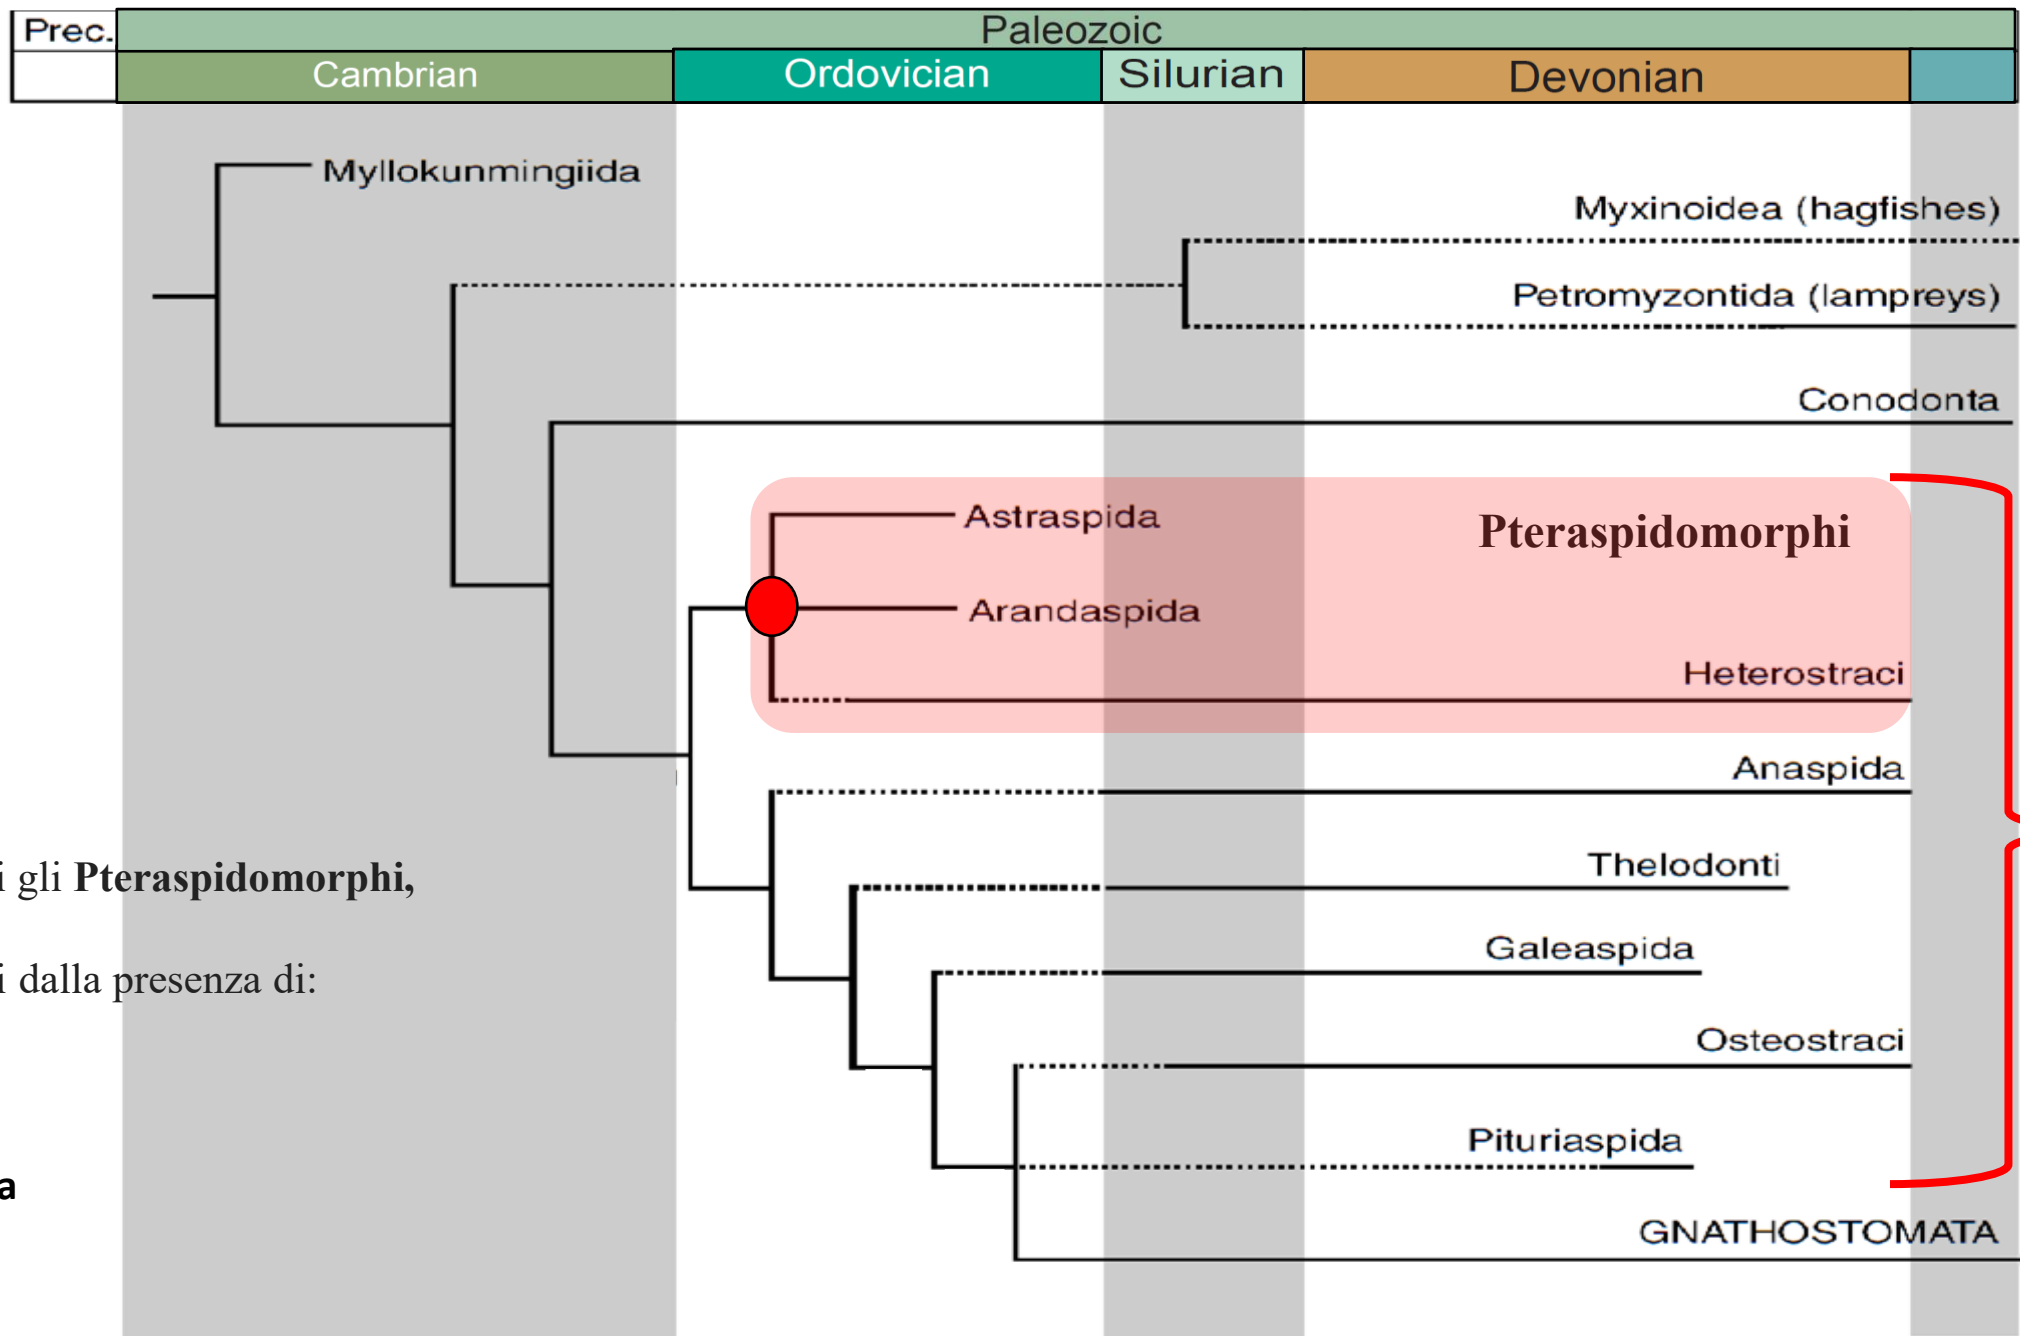 Prec.
Paleozoic
Cambrian
Ordovician
Silurian
Devonian
Myllokunmingiida
Myxinoidea (hagfishes)
Petromyzontida (lampreys)
Conodonta
Astraspida
Pteraspidomorphi
Arandaspida
Heterostraci
Anaspida
Thelodonti
i gli Pteraspidomorphi,
Galeaspida
i dalla presenza di:
Osteostraci
Pituriaspida
a
GNATHOSTOMATA